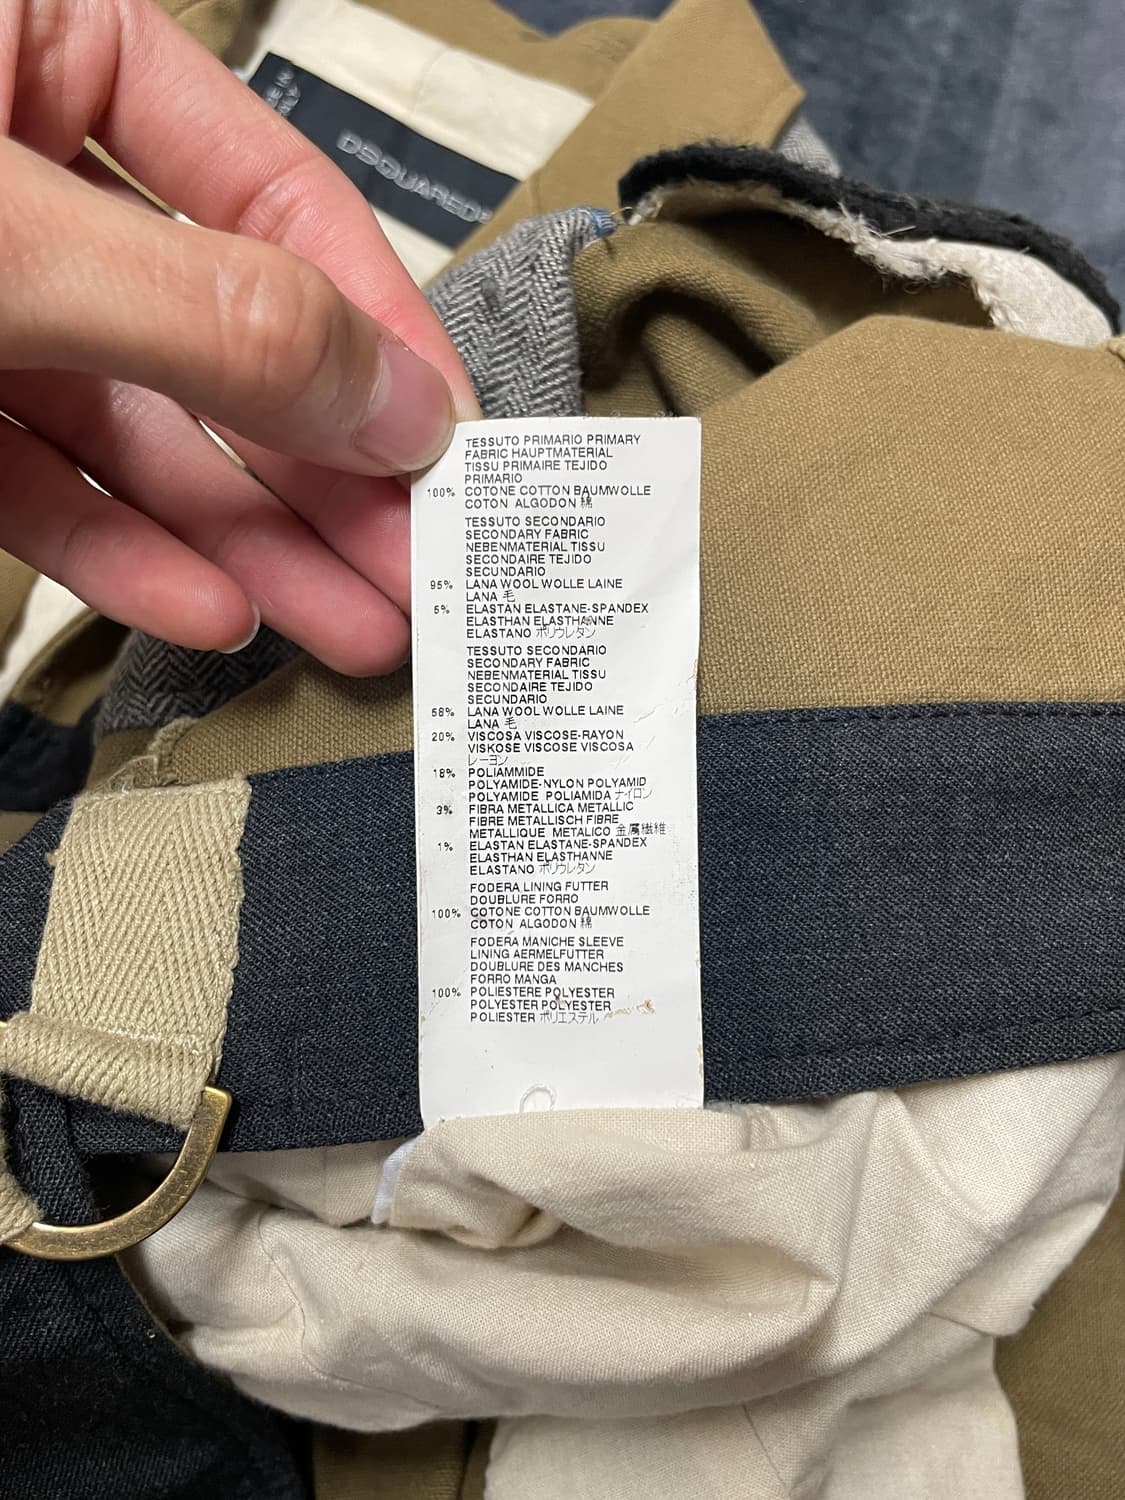 DSQUARED
TESSUTO PRIMARIO PRIMARY
FABRIC HAUPTMATERIAL
TISSU PRIMAIRE TEJIDO
PRIMARIO
100% COTONE COTTON BAUMWOLLE
COTON ALGODON 綿
TESSUTO SECONDARIO
SECONDARY FABRIC
NEBENMATERIAL TISSU
SECONDAIRE TEJIDO
SECUNDARIO
95% LANA WOOL WOLLE LAINE
LANA 毛
5% ELASTAN ELASTANE-SPANDEX
ELASTHAN ELASTHANNE
ELASTANO ポリウレタン
TESSUTO SECONDARIO
SECONDARY FABRIC
NEBENMATERIAL TISSU
SECONDAIRE TEJIDO
SECUNDARIO
58% LANA WOOL WOLLE LAINE
LANA 毛
20% VISCOSA VISCOSE-RAYON
VISKOSE VISCOSE VISCOSA
レーヨン
18% POLIAMMIDE
POLYAMIDE-NYLON POLYAMID
POLYAMIDE POLIAMIDA ナイロン
3% FIBRA METALLICA METALLIC
FIBRE METALLISCH FIBRE
METALLIQUE METALICO 金属繊維
1% ELASTAN ELASTANE-SPANDEX
ELASTHAN ELASTHANNE
ELASTANO ポリウレタン
FODERA LINING FUTTER
DOUBLURE FORRO
100% COTONE COTTON BAUMWOLLE
COTON ALGODON 綿
FODERA MANICHE SLEEVE
LINING AERMELFUTTER
DOUBLURE DES MANCHES
FORRO MANGA
100% POLIESTERE POLYESTER
POLYESTER POLYESTER
POLIESTER ポリエステル